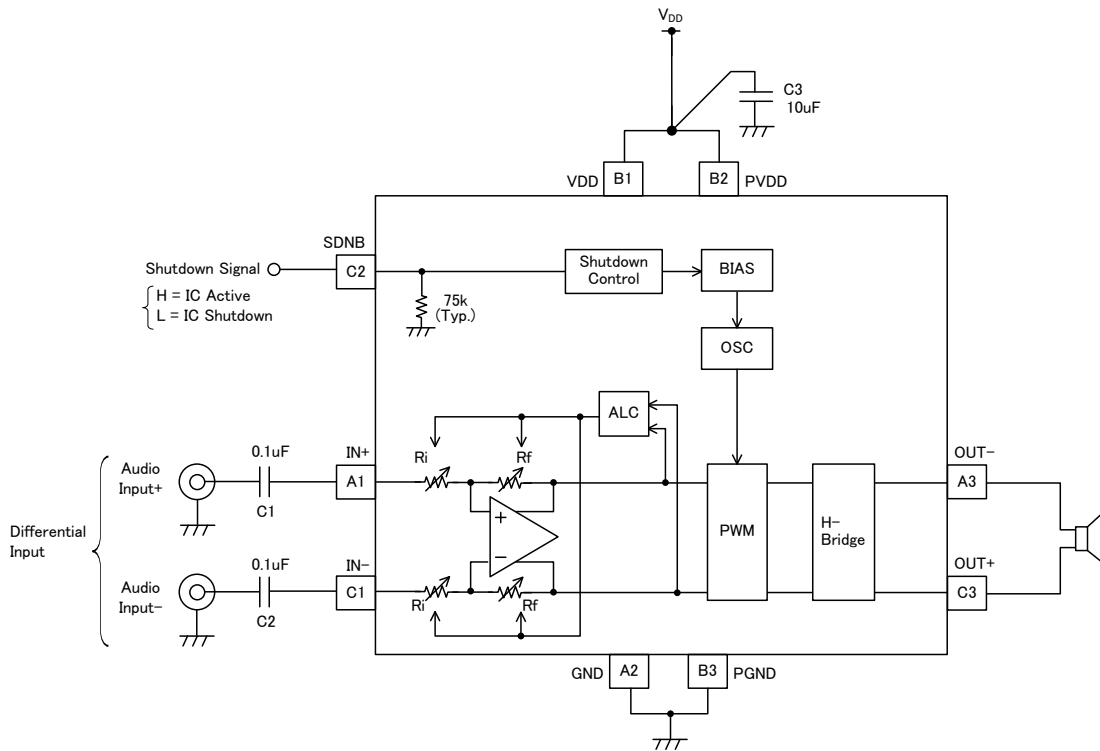 VDD
C3
10uF
VDD
B1
B2
PVDD
SDNB
Shutdown Signal
C2
H = IC Active
L = IC Shutdown
75k
(Typ.)
Shutdown
Control
BIAS
OSC
ALC
Differential
Input
Audio
Input+
0.1uF
C1
IN+
A1
Ri
Rf
+
−
PWM
H-
Bridge
OUT-
A3
Audio
Input-
0.1uF
C2
IN-
C1
Ri
Rf
OUT+
C3
GND
A2
B3
PGND